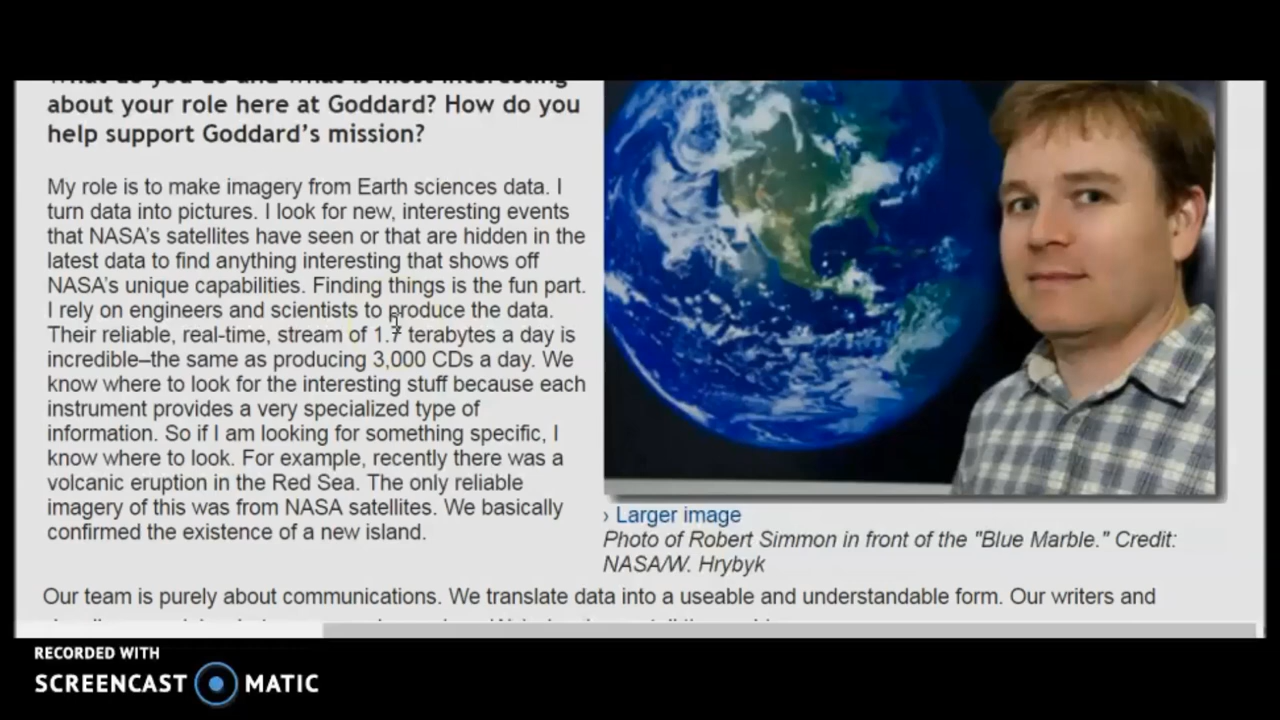 What do you do and what is most interesting
about your role here at Goddard? How do you
help support Goddard's mission?
My role is to make imagery from Earth sciences data. I
turn data into pictures. I look for new, interesting events
that NASA's satellites have seen or that are hidden in the
latest data to find anything interesting that shows off
NASA's unique capabilities. Finding things is the fun part.
I rely on engineers and scientists to produce the data.
Their reliable, real-time, stream of 1.7 terabytes a day is
incredible–the same as producing 3,000 CDs a day. We
know where to look for the interesting stuff because each
instrument provides a very specialized type of
information. So if I am looking for something specific, I
know where to look. For example, recently there was a
volcanic eruption in the Red Sea. The only reliable
imagery of this was from NASA satellites. We basically
confirmed the existence of a new island.
› Larger image
Photo of Robert Simmon in front of the "Blue Marble." Credit:
NASA/W. Hrybyk
Our team is purely about communications. We translate data into a useable and understandable form. Our writers and
RECORDED WITH
SCREENCAST MATIC